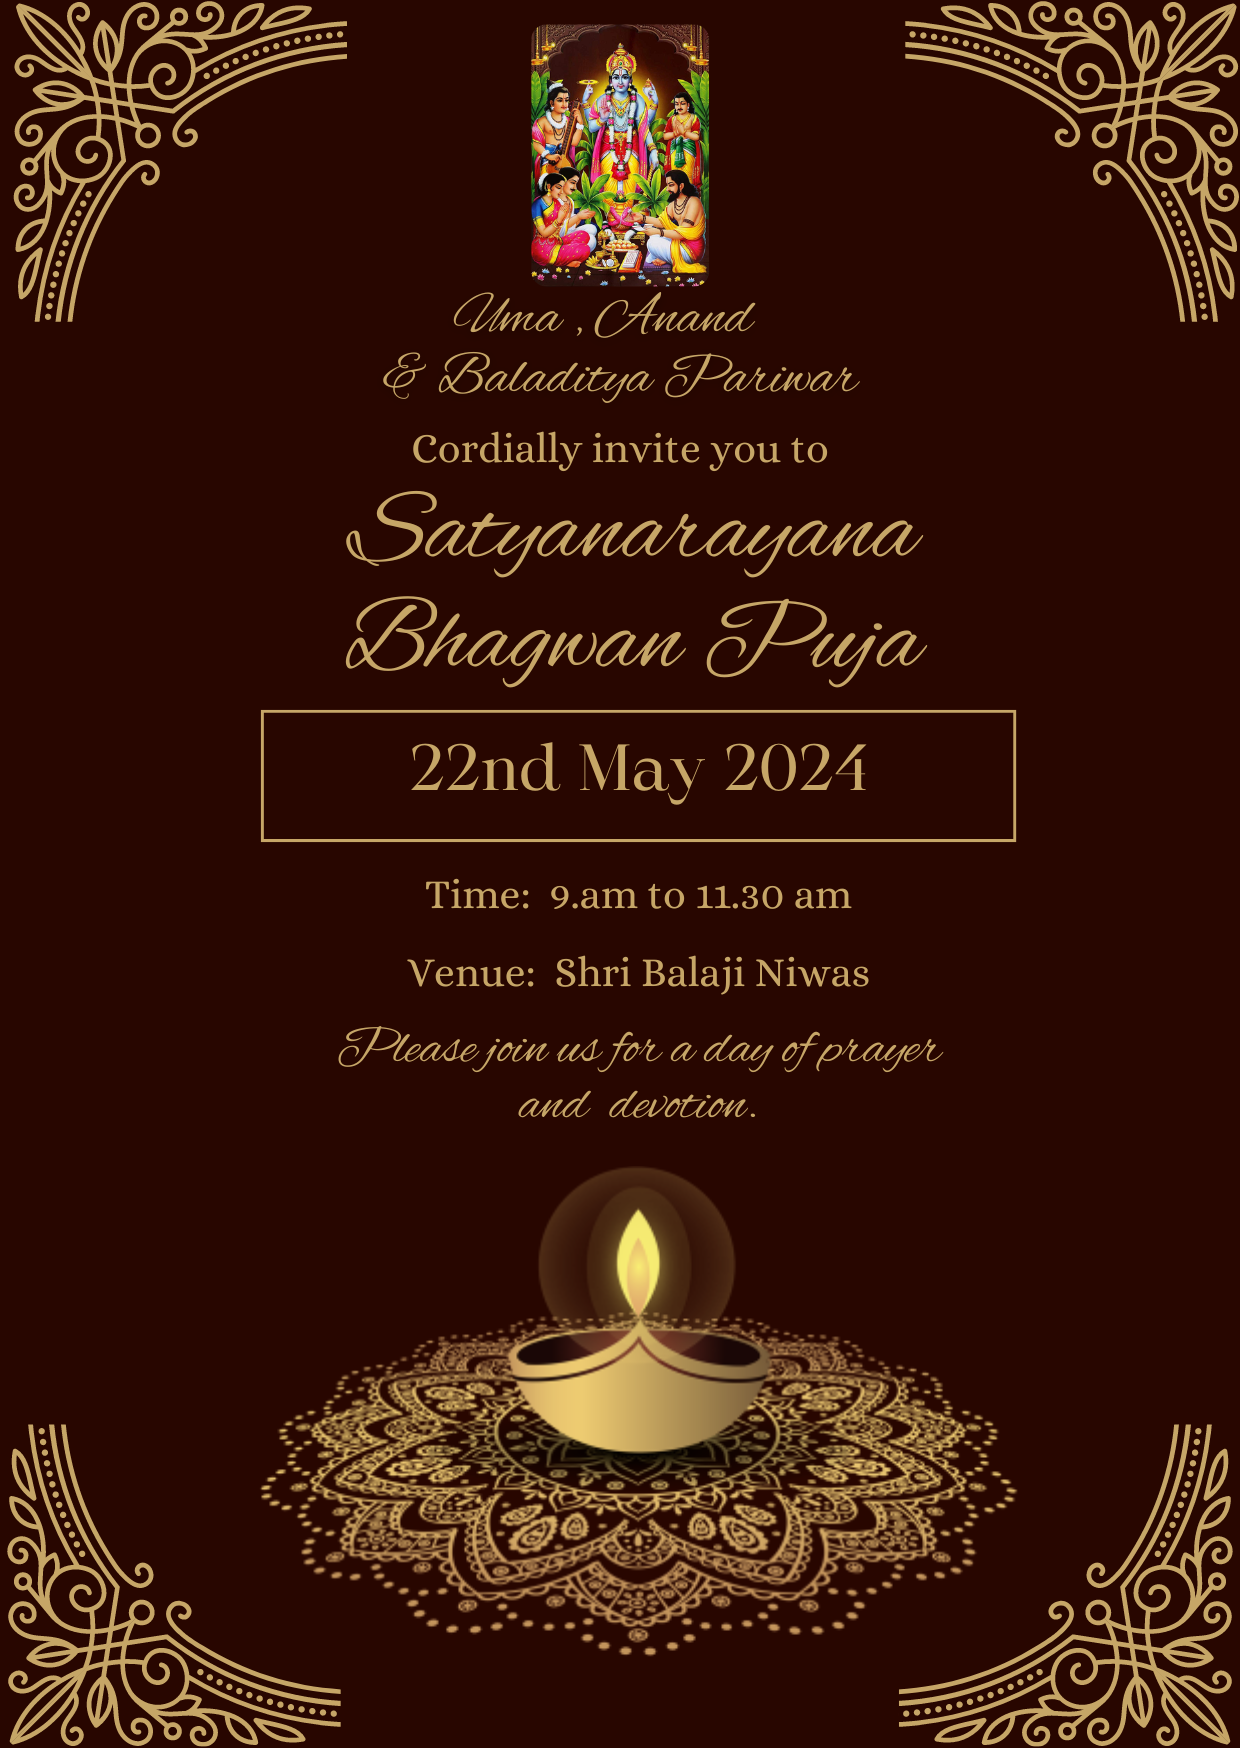 Uma , Anand
& Baladitya Pariwar
Cordially invite you to
Satyanarayana
Bhagwan Puja
22nd May 2024
Time: 9.am to 11.30 am
Venue: Shri Balaji Niwas
Please join us for a day of prayer
and devotion.